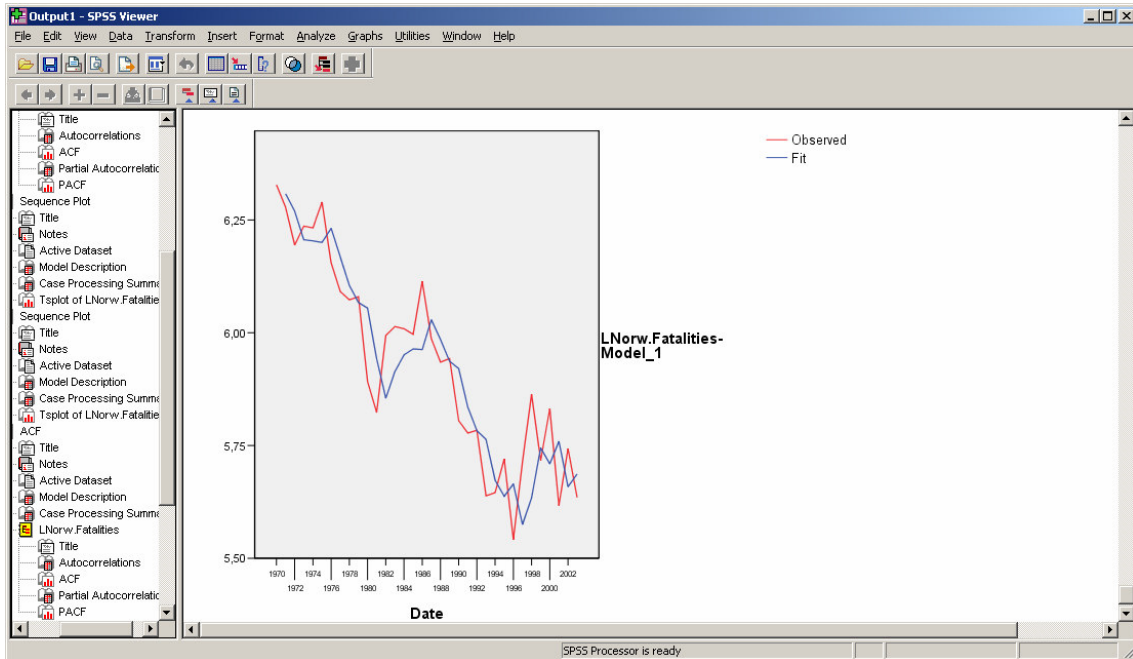 Output1 - SPSS Viewer
File Edit View Data Transform Insert Format Analyze Graphs Utilities Window Help
Title
Autocorrelations
ACF
Partial Autocorrelatic
PACF
Sequence Plot
Title
Notes
Active Dataset
Model Description
Case Processing Summa
Tsplot of LNorw.Fatalitie
Sequence Plot
Title
Notes
Active Dataset
Model Description
Case Processing Summa
Tsplot of LNorw.Fatalitie
ACF
Title
Notes
Active Dataset
Model Description
Case Processing Summa
LNorw.Fatalities
Title
Autocorrelations
ACF
Partial Autocorrelatic
PACF
Observed
Fit
6,25
6,00
5,75
5,50
LNorw.Fatalities-
Model_1
1970 1974 1978 1982 1986 1990 1994 1998 2002
1972 1976 1980 1984 1988 1992 1996 2000
Date
SPSS Processor is ready